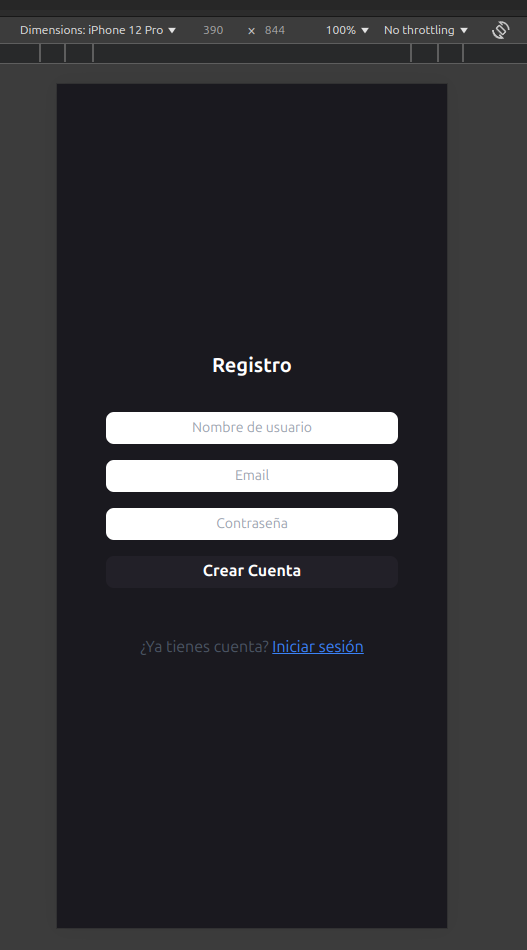 Dimensions: iPhone 12 Pro ▼ 390 x 844 100% ▼ No throttling ▼
Registro
Nombre de usuario
Email
Contraseña
Crear Cuenta
¿Ya tienes cuenta? Iniciar sesión